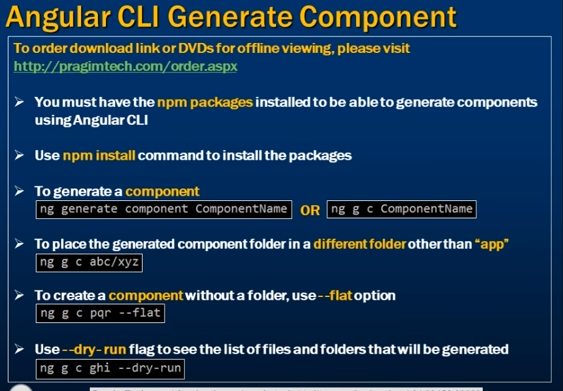 Angular CLI Generate Component
To order download link or DVDs for offline viewing, please visit
http://pragimtech.com/order.aspx
➢ You must have the npm packages installed to be able to generate components
using Angular CLI
➢ Use npm install command to install the packages
➢ To generate a component
ng generate component ComponentName OR ng g c ComponentName
➢ To place the generated component folder in a different folder other than “app”
ng g c abc/xyz
➢ To create a component without a folder, use --flat option
ng g c pqr --flat
➢ Use --dry-run flag to see the list of files and folders that will be generated
ng g c ghi --dry-run